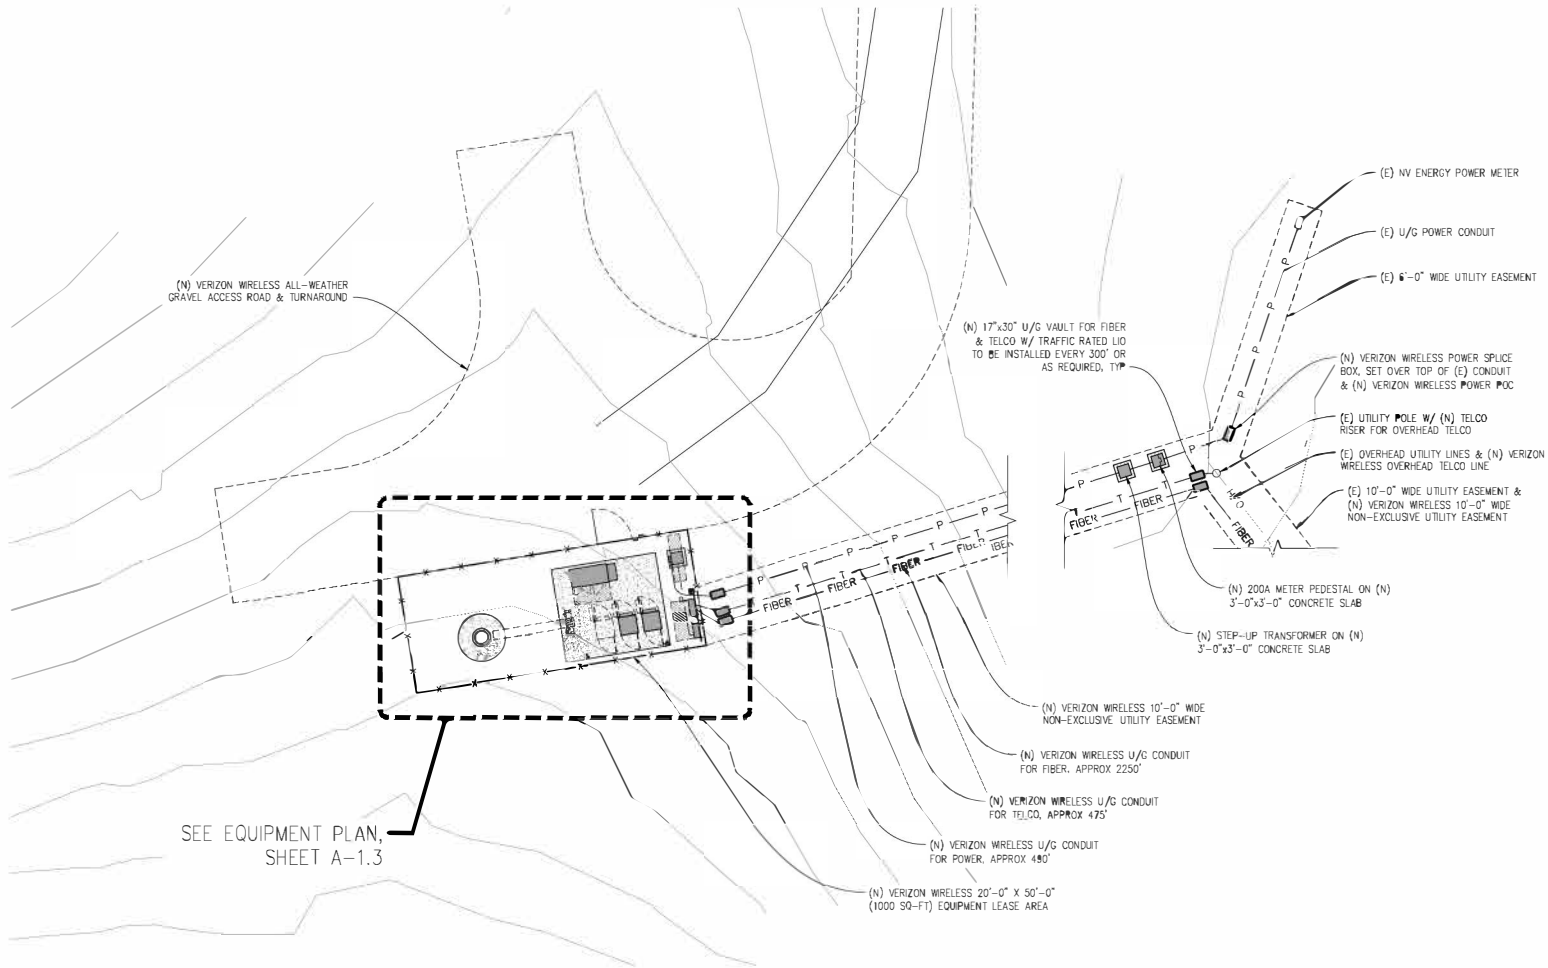 (E) NV ENERGY POWER METER
(E) U/G POWER CONDUIT
(E) 6'-0" WIDE UTILITY EASEMENT
(N) VERIZON WIRELESS ALL-WEATHER
GRAVEL ACCESS ROAD & TURNAROUND
(N) 17"x30" U/G VAULT FOR FIBER
& TELCO W/ TRAFFIC RATED LID
TO BE INSTALLED EVERY 300' OR
AS REQUIRED, TYP
(N) VERIZON WIRELESS POWER SPLICE
BOX, SET OVER TOP OF (E) CONDUIT
& (N) VERIZON WIRELESS POWER POC
(E) UTILITY POLE W/ (N) TELCO
RISER FOR OVERHEAD TELCO
(E) OVERHEAD UTILITY LINES & (N) VERIZON
WIRELESS OVERHEAD TELCO LINE
(E) 10'-0" WIDE UTILITY EASEMENT &
(N) VERIZON WIRELESS 10'-0" WIDE
NON-EXCLUSIVE UTILITY EASEMENT
P
P
P
P
P
P
T
T
FIBER
FIBER
FIBER
P
P
P
P
P
T
T
T
T
FIBER
FIBER
FIBER
(N) 200A METER PEDESTAL ON (N)
3'-0"x3'-0" CONCRETE SLAB
(N) STEP-UP TRANSFORMER ON (N)
3'-0"x3'-0" CONCRETE SLAB
(N) VERIZON WIRELESS 10'-0" WIDE
NON-EXCLUSIVE UTILITY EASEMENT
(N) VERIZON WIRELESS U/G CONDUIT
FOR FIBER, APPROX 2250'
(N) VERIZON WIRELESS U/G CONDUIT
FOR TELCO, APPROX 475'
(N) VERIZON WIRELESS U/G CONDUIT
FOR POWER, APPROX 490'
(N) VERIZON WIRELESS 20'-0" X 50'-0"
(1000 SQ-FT) EQUIPMENT LEASE AREA
SEE EQUIPMENT PLAN,
SHEET A-1.3